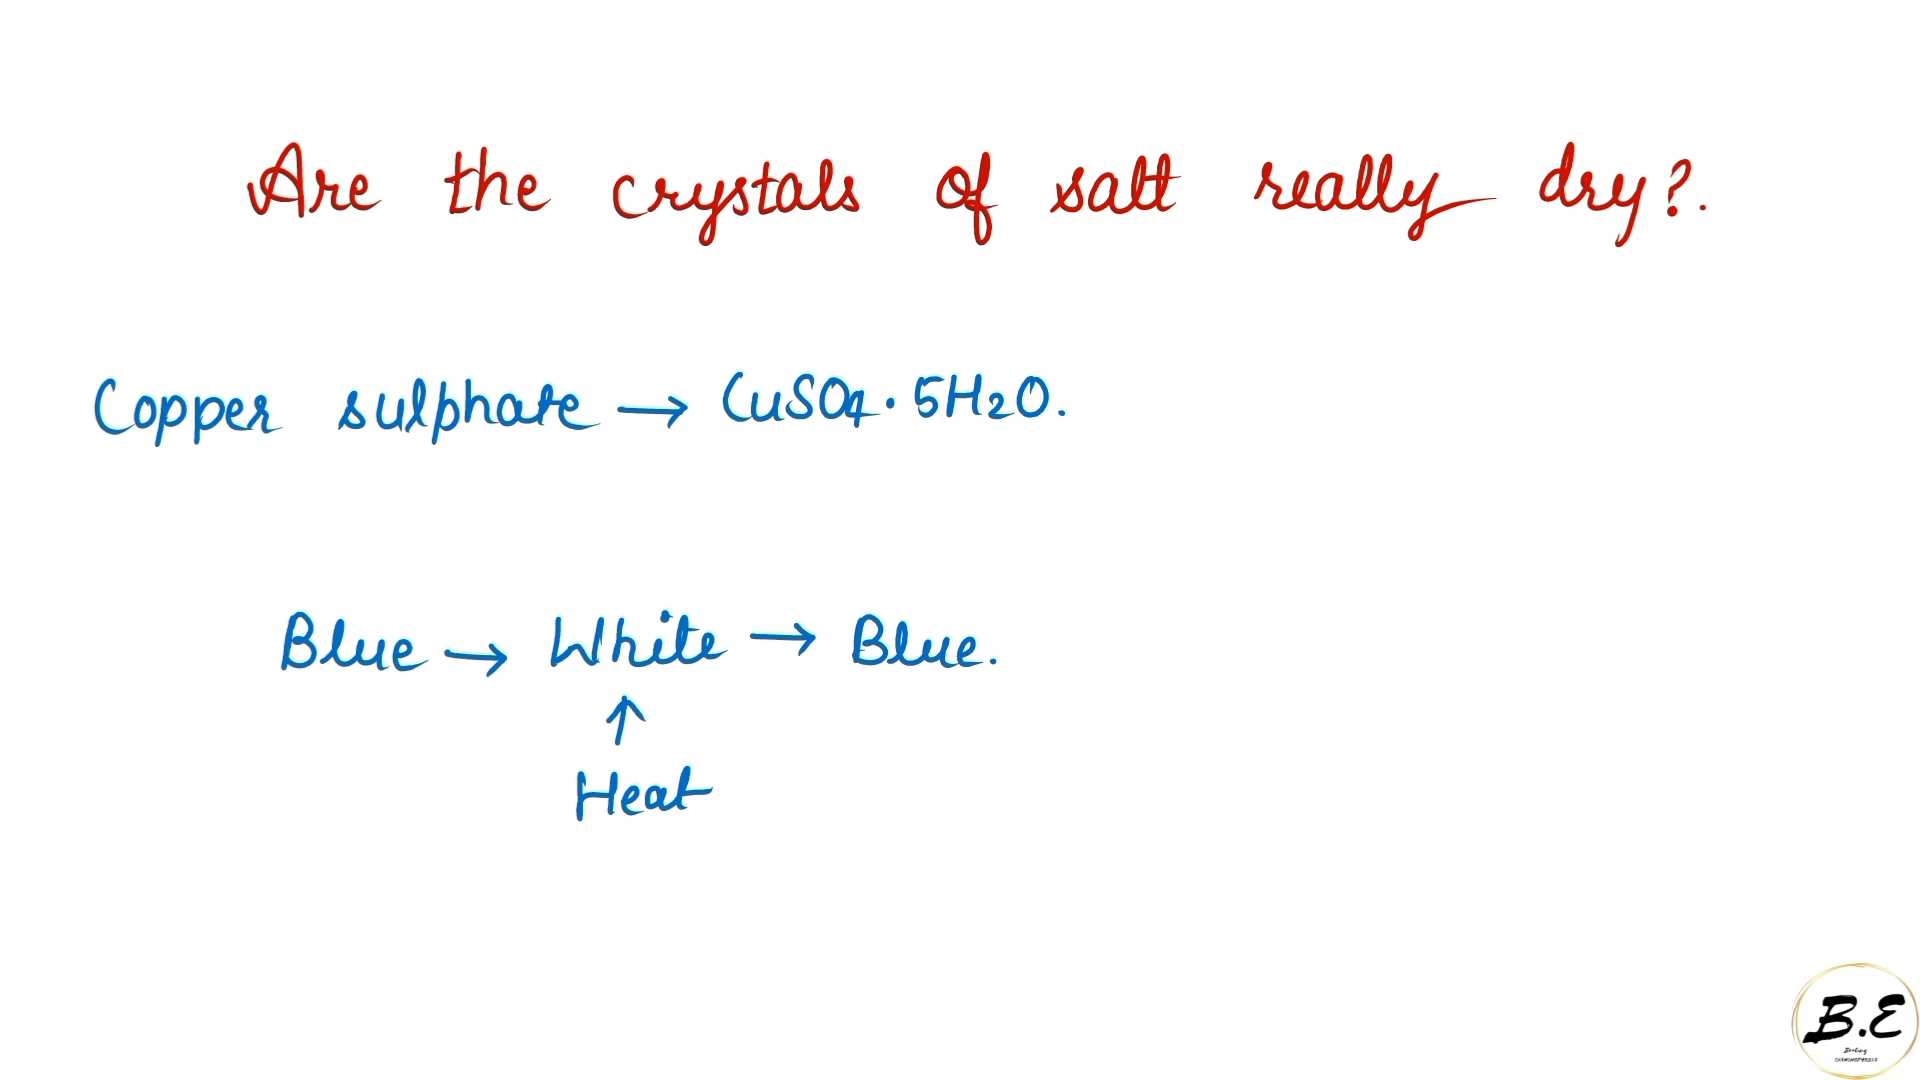 Are the crystals of salt really dry?.
Copper sulphate → CuSO4·5H2O.
Blue → White → Blue.
↑
Heat
B.E